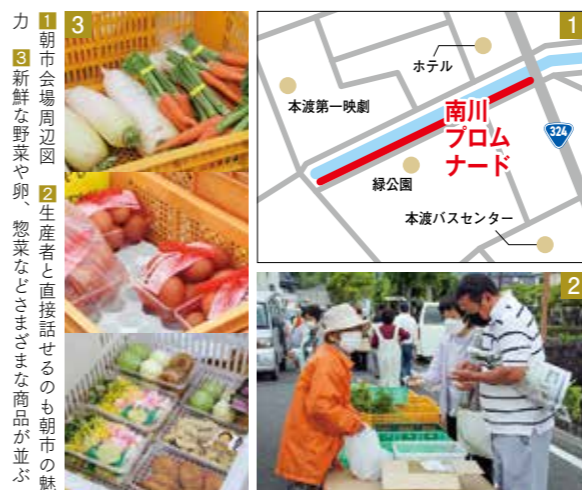 1 朝市会場周辺図 2 生産者と直接話せるのも朝市の魅
力 3 新鮮な野菜や卵、惣菜などさまざまな商品が並ぶ
3
1
ホテル
本渡第一映劇
南川
プロム
ナード
324
緑公園
本渡バスセンター
2